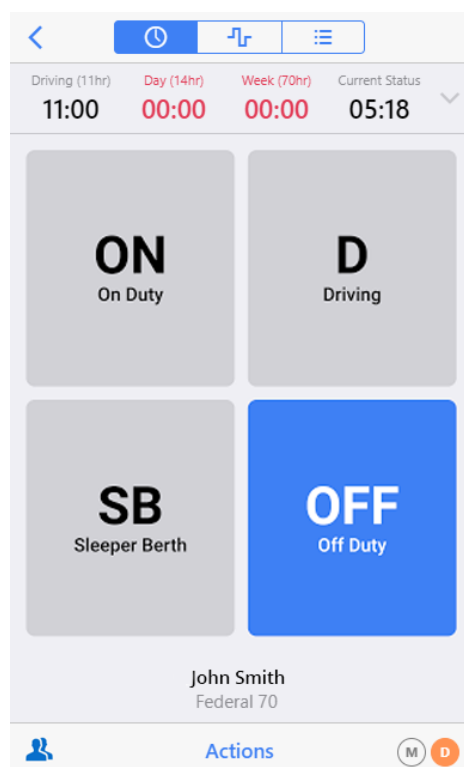 Driving (11hr) Day (14hr) Week (70hr) Current Status
11:00 00:00 00:00 05:18
ON
On Duty
D
Driving
SB
Sleeper Berth
OFF
Off Duty
John Smith
Federal 70
Actions M D